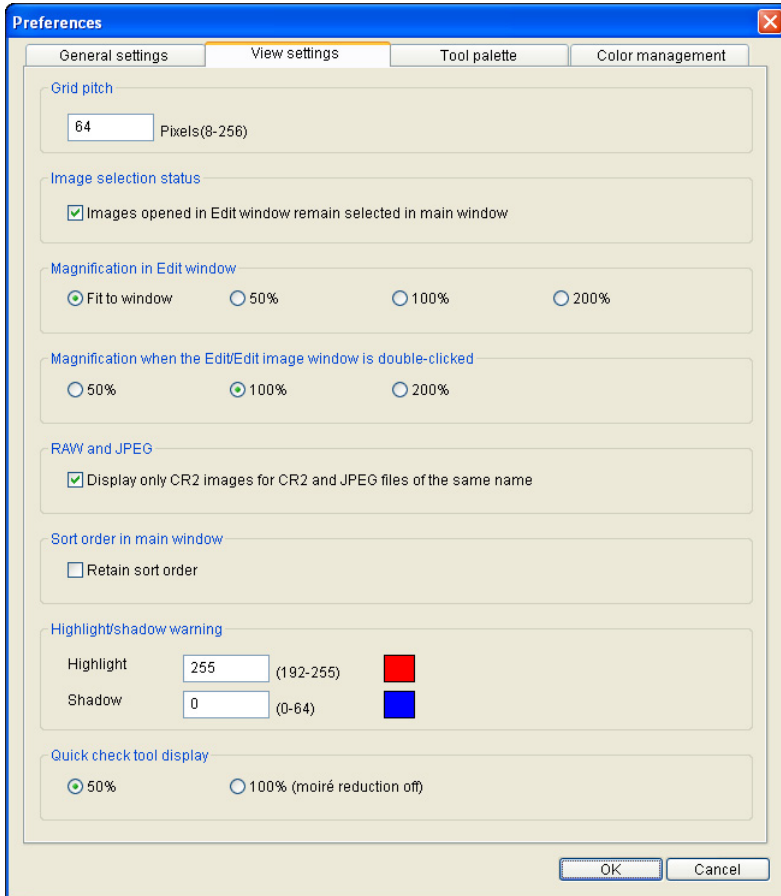 Preferences
General settings View settings Tool palette Color management
Grid pitch
64 Pixels(8-256)
Image selection status
Images opened in Edit window remain selected in main window
Magnification in Edit window
Fit to window 50% 100% 200%
Magnification when the Edit/Edit image window is double-clicked
50% 100% 200%
RAW and JPEG
Display only CR2 images for CR2 and JPEG files of the same name
Sort order in main window
Retain sort order
Highlight/shadow warning
Highlight 255 (192-255)
Shadow 0 (0-64)
Quick check tool display
50% 100% (moiré reduction off)
OK Cancel